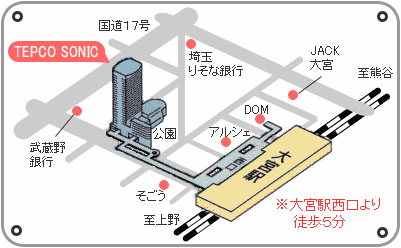 国道17号
TEPCO SONIC
埼玉
りそな銀行
JACK
大宮
至熊谷
DOM
公園
アルシェ
武蔵野
銀行
西口
大宮駅
そごう
至上野
※大宮駅西口より
徒歩5分